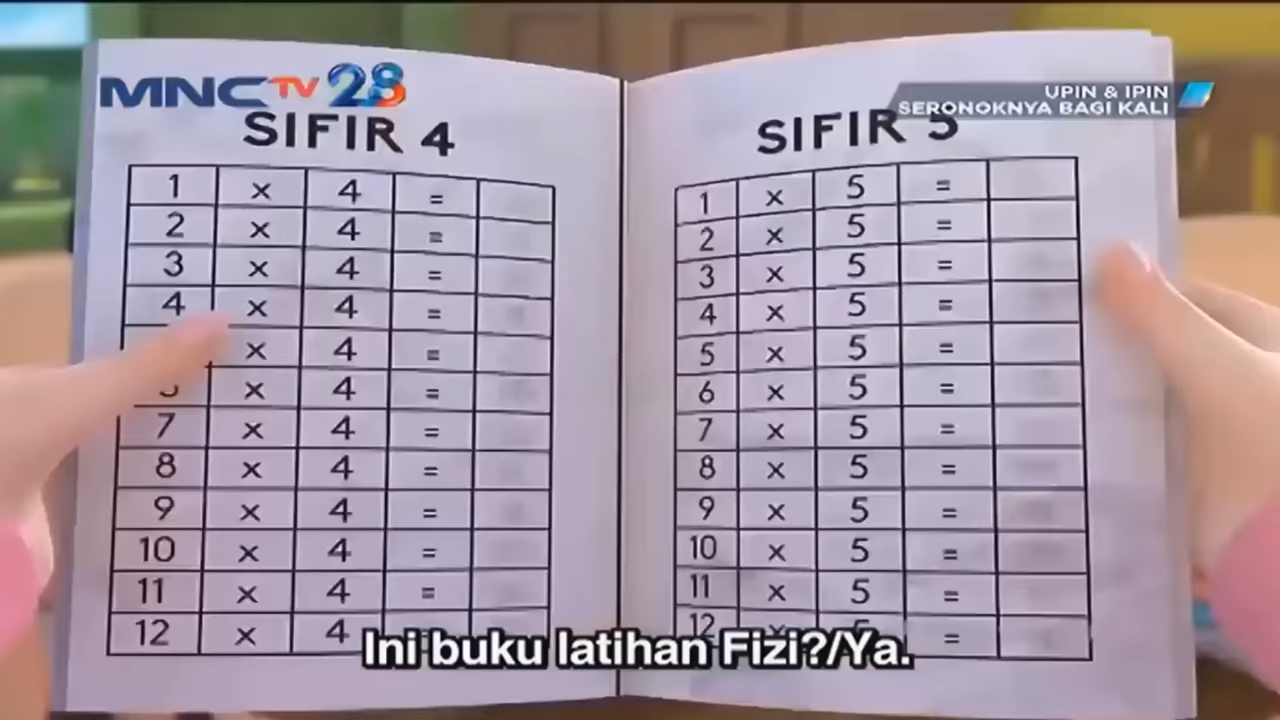 MNCTV 28
UPIN & IPIN
SERONOKNYA BAGI KALI
SIFIR 4
1 x 4 =
2 x 4 =
3 x 4 =
4 x 4 =
x 4 =
x 4 =
7 x 4 =
8 x 4 =
9 x 4 =
10 x 4 =
11 x 4 =
12 x 4
SIFIR 5
1 x 5 =
2 x 5 =
3 x 5 =
4 x 5 =
5 x 5 =
6 x 5 =
7 x 5 =
8 x 5 =
9 x 5 =
10 x 5 =
11 x 5 =
12 x 5 =
Ini buku latihan Fizi?/Ya.